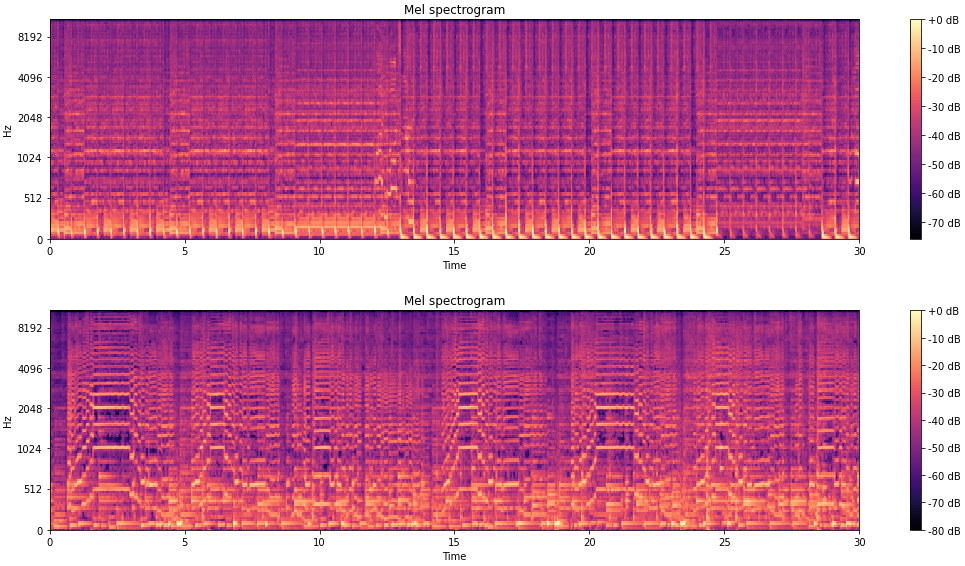 Mel spectrogram
+0 dB
8192
-10 dB
4096
-20 dB
2048
-30 dB
Hz
-40 dB
1024
-50 dB
512
-60 dB
-70 dB
0
0 5 10 15 20 25 30
Time
Mel spectrogram
+0 dB
8192
-10 dB
4096
-20 dB
2048
-30 dB
Hz
-40 dB
1024
-50 dB
512
-60 dB
-70 dB
0
-80 dB
0 5 10 15 20 25 30
Time